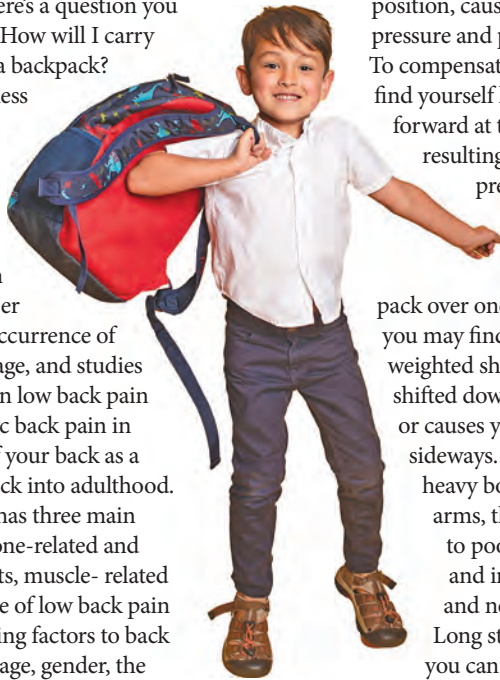 ere's a question you
How will I carry
a backpack?
ess
er
ccurrence of
age, and studies
n low back pain
c back pain in
f your back as a
ck into adulthood.
has three main
one-related and
ts, muscle- related
e of low back pain
ing factors to back
age, gender, the
position, caus
pressure and p
To compensat
find yourself l
forward at t
resulting
pre
pack over on
you may find
weighted sh
shifted dow
or causes y
sideways.
heavy bo
arms, th
to poo
and in
and ne
Long st
you can